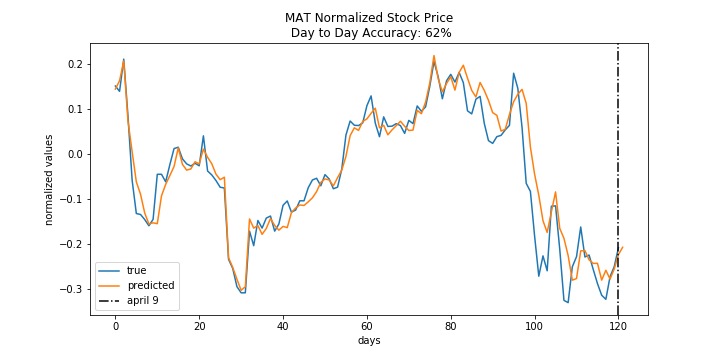 MAT Normalized Stock Price
Day to Day Accuracy: 62%
normalized values
0.2
0.1
0.0
−0.1
−0.2
−0.3
true
predicted
april 9
0 20 40 60 80 100 120
days